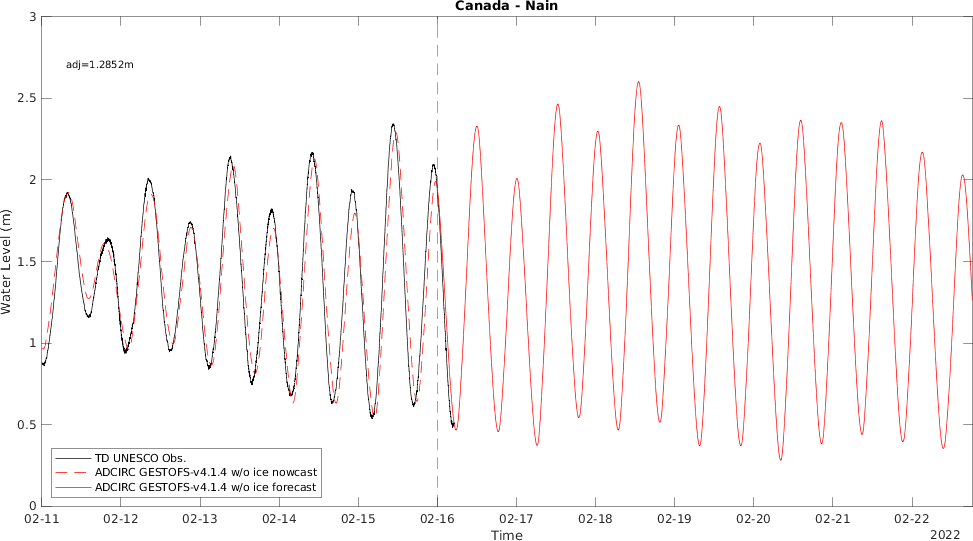 Canada - Nain
adj=1.2852m
Water Level (m)
3
2.5
2
1.5
1
0.5
0
TD UNESCO Obs.
ADCIRC GESTOFS-v4.1.4 w/o ice nowcast
ADCIRC GESTOFS-v4.1.4 w/o ice forecast
02-11 02-12 02-13 02-14 02-15 02-16 02-17 02-18 02-19 02-20 02-21 02-22
Time
2022